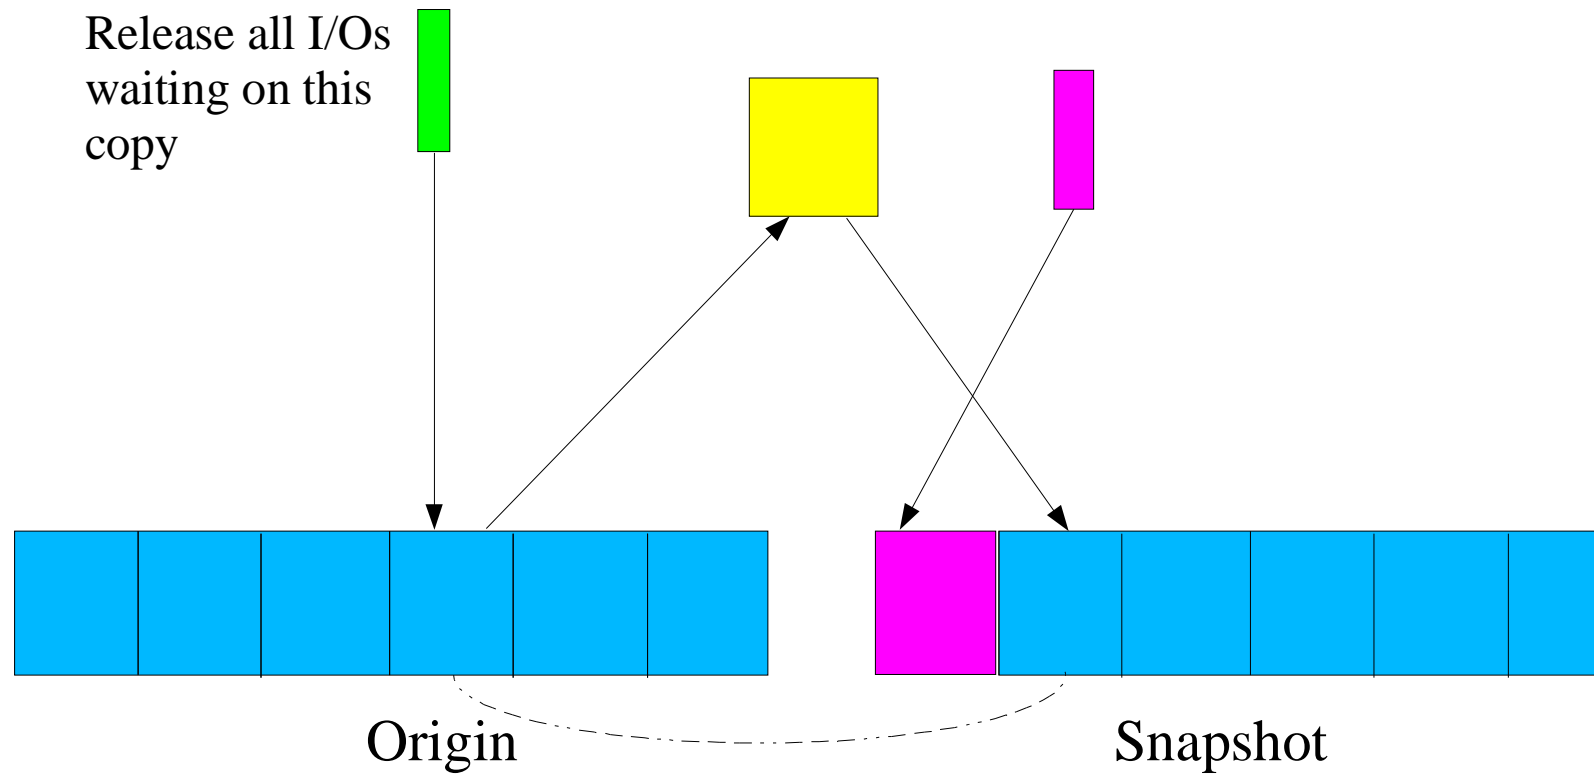 Release all I/Os
waiting on this
copy
Origin
Snapshot